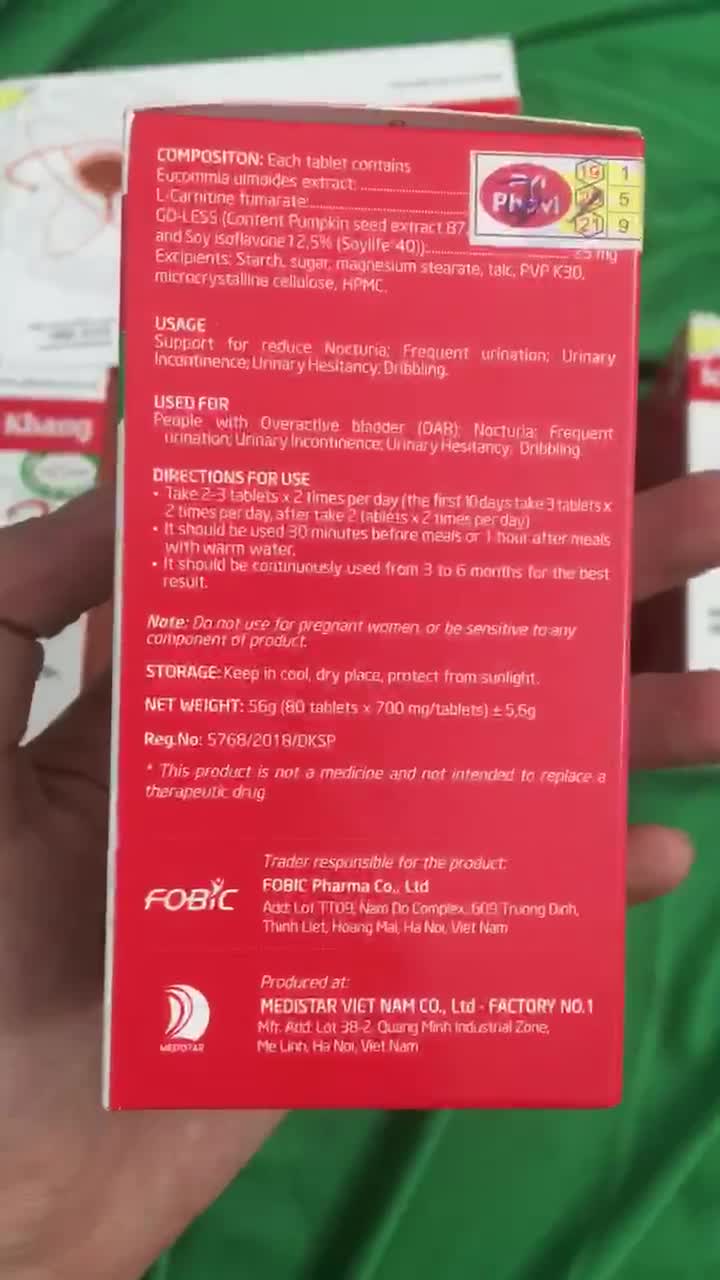 COMPOSITON: Each tablet contains
Eucommia ulmoides extract:
L-Carnitine fumarate:
GD-LESS (Content Pumpkin seed extract 87
and Soy isoflavone 12,5% (Soylife 40)):
25 mg
Excipients: Starch, sugar, magnesium stearate, talc, PVP K30,
microcrystalline cellulose, HPMC.
19 1
5
21 9
USAGE
Support for reduce Nocturia; Frequent urination; Urinary
Incontinence; Urinary Hesitancy; Dribbling.
USED FOR
People with Overactive bladder (OAB); Nocturia; Frequent
urination; Urinary Incontinence; Urinary Hesitancy; Dribbling.
DIRECTIONS FOR USE
• Take 2-3 tablets x 2 times per day (the first 10 days take 3 tablets x
2 times per day, after take 2 tablets x 2 times per day)
• It should be used 30 minutes before meals or 1 hour after meals
with warm water.
• It should be continuously used from 3 to 6 months for the best
result.
Note: Do not use for pregnant women, or be sensitive to any
component of product.
STORAGE: Keep in cool, dry place, protect from sunlight.
NET WEIGHT: 56g (80 tablets x 700 mg/tablets) ± 5,6g
Reg.No: 5768/2018/ĐKSP
* This product is not a medicine and not intended to replace a
therapeutic drug
FOBIC
Trader responsible for the product:
FOBIC Pharma Co., Ltd
Add: Lot TT09, Nam Do Complex, 609 Truong Dinh,
Thinh Liet, Hoang Mai, Ha Noi, Viet Nam
MEDISTAR
Produced at:
MEDISTAR VIET NAM CO., Ltd - FACTORY NO.1
Mfr. Add: Lot 38-2, Quang Minh Industrial Zone,
Me Linh, Ha Noi, Viet Nam
Khang